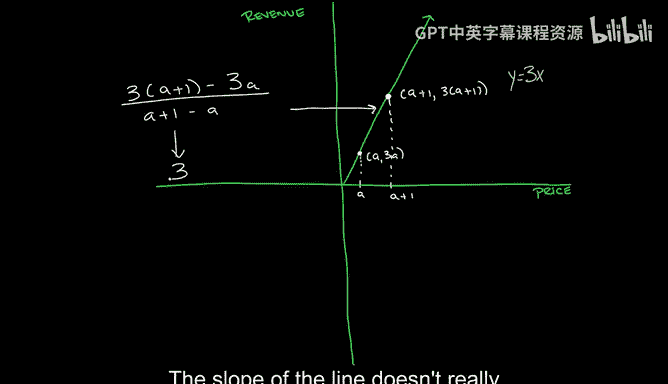 REVENUE
GPT中英字幕课程资源 bilibili
3(a+1) - 3a
a+1 - a
3
(a+1, 3(a+1))
y=3x
(a, 3a)
a
a+1
PRICE
The slope of the line doesn't really